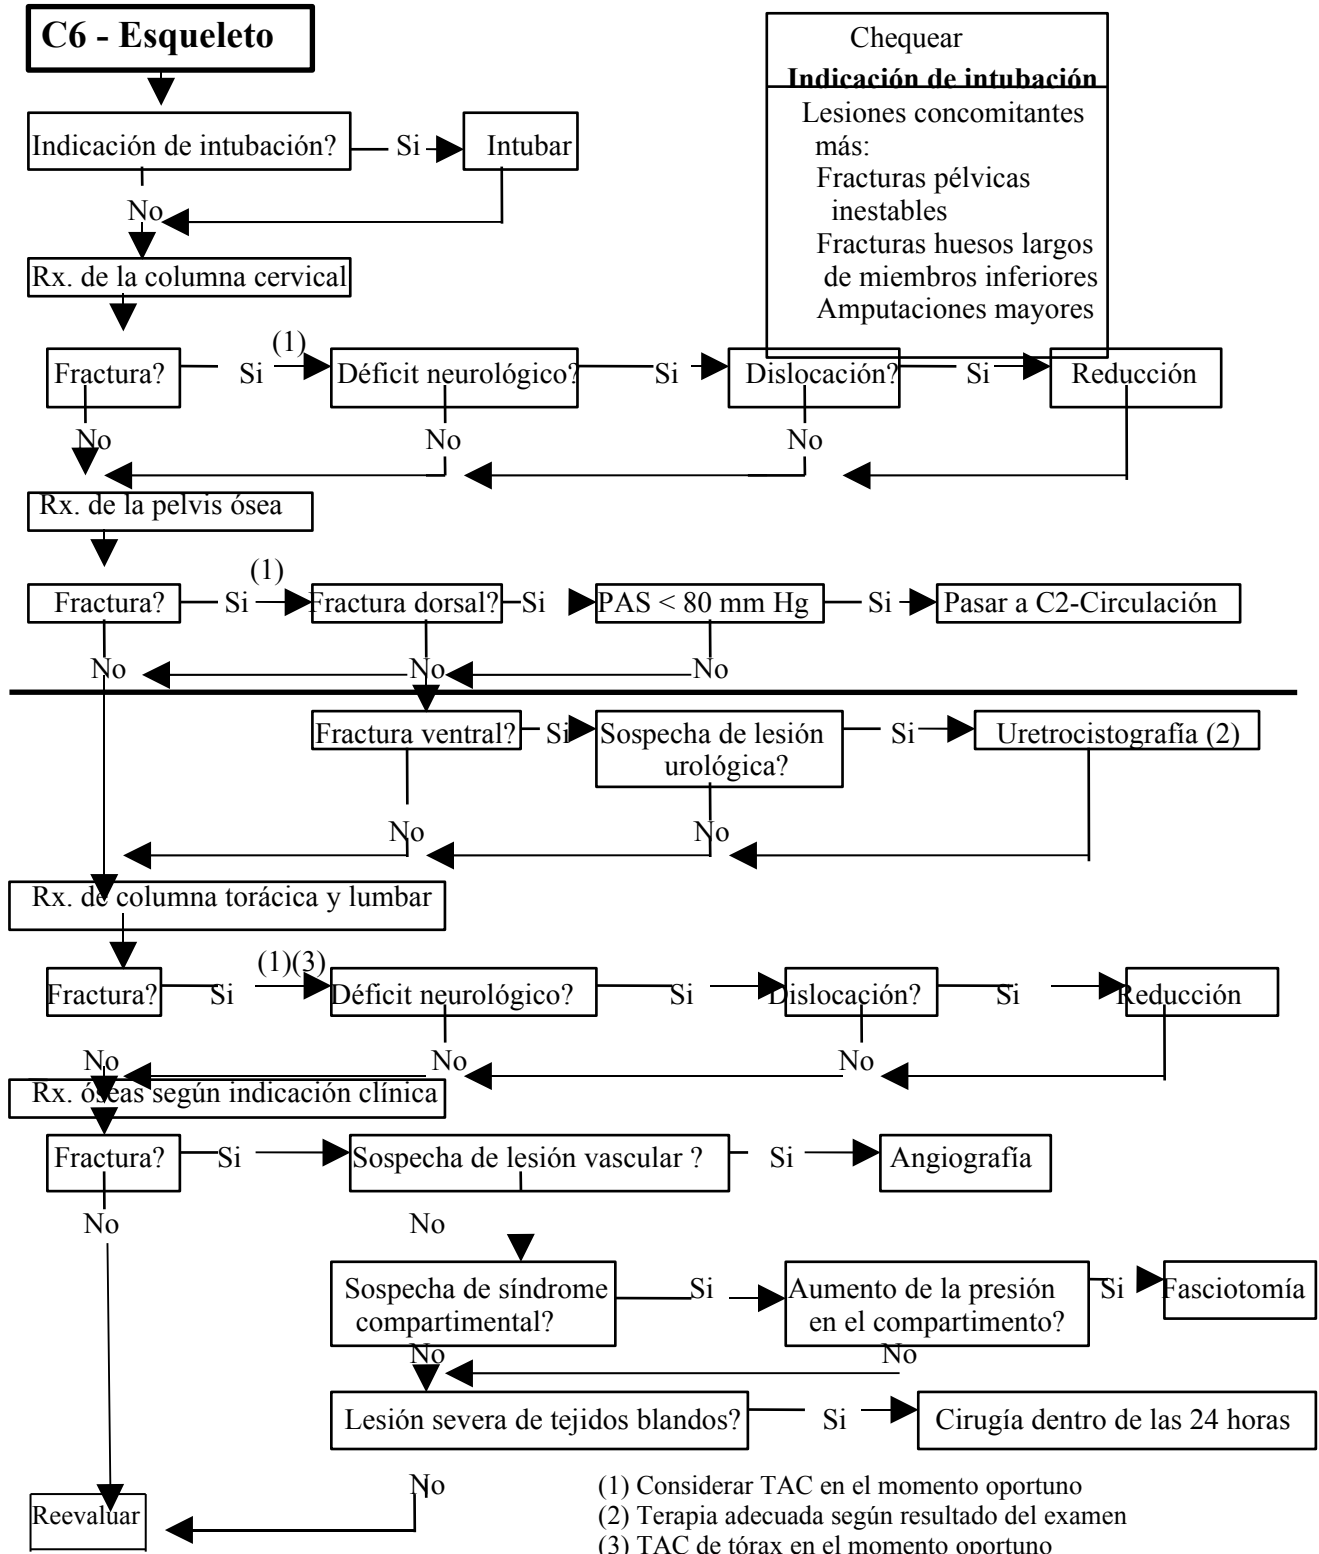 C6 - Esqueleto
Chequear
Indicación de intubación
Lesiones concomitantes
más:
Fracturas pélvicas
inestables
Fracturas huesos largos
de miembros inferiores
Amputaciones mayores
Indicación de intubación? Si Intubar
No
Rx. de la columna cervical
Fractura? Si (1) Déficit neurológico? Si Dislocación? Si Reducción
No No No
Rx. de la pelvis ósea
Fractura? Si (1) Fractura dorsal? Si PAS < 80 mm Hg Si Pasar a C2-Circulación
No No No
Fractura ventral? Si Sospecha de lesión Si Uretrocistografía (2)
urológica?
No No
Rx. de columna torácica y lumbar
Fractura? Si (1)(3) Déficit neurológico? Si Dislocación? Si Reducción
No No No
Rx. óseas según indicación clínica
Fractura? Si Sospecha de lesión vascular ? Si Angiografía
No No
Sospecha de síndrome Si Aumento de la presión Si Fasciotomía
compartimental? en el compartimento?
No No
Lesión severa de tejidos blandos? Si Cirugía dentro de las 24 horas
No
Reevaluar
(1) Considerar TAC en el momento oportuno
(2) Terapia adecuada según resultado del examen
(3) TAC de tórax en el momento oportuno